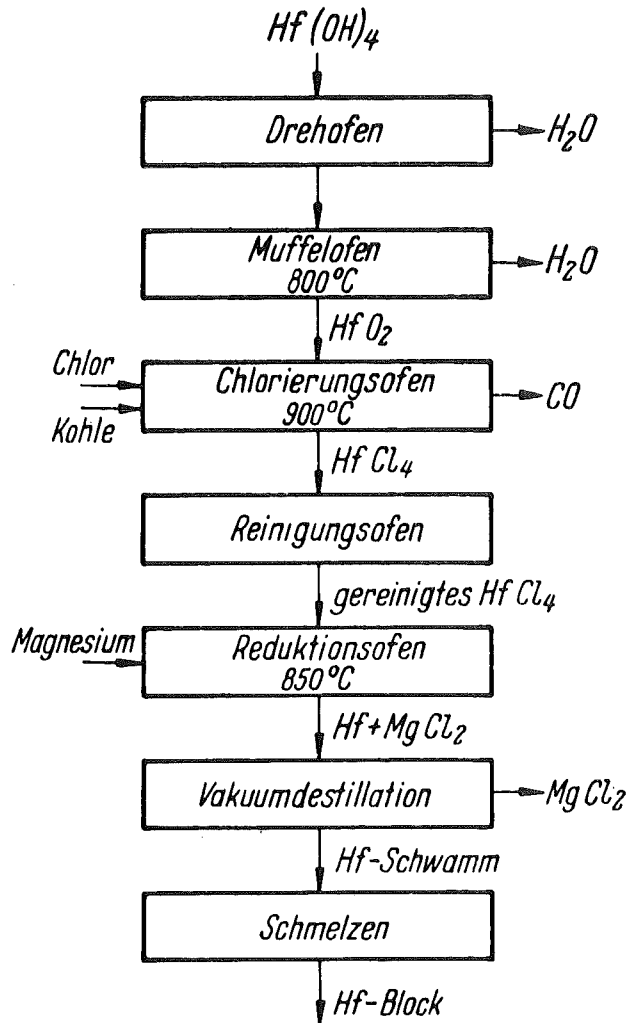 Hf(OH)4
Drehofen
H2O
Muffelofen
800°C
H2O
HfO2
Chlor
Kohle
Chlorierungsofen
900°C
CO
HfCl4
Reinigungsofen
gereinigtes HfCl4
Magnesium
Reduktionsofen
850°C
Hf+MgCl2
Vakuumdestillation
MgCl2
Hf-Schwamm
Schmelzen
Hf-Block